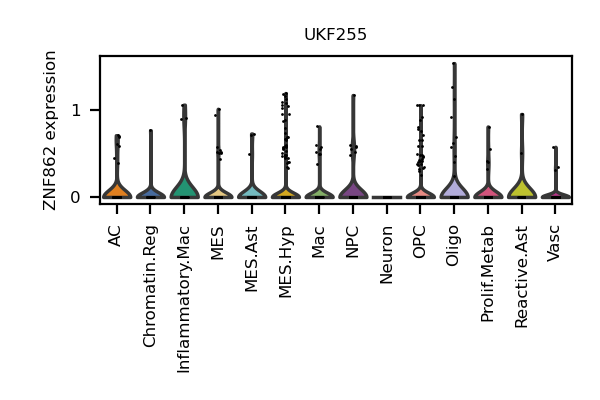 UKF255
ZNF862 expression
1
0
AC
Chromatin.Reg
Inflammatory.Mac
MES
MES.Ast
MES.Hyp
Mac
NPC
Neuron
OPC
Oligo
Prolif.Metab
Reactive.Ast
Vasc